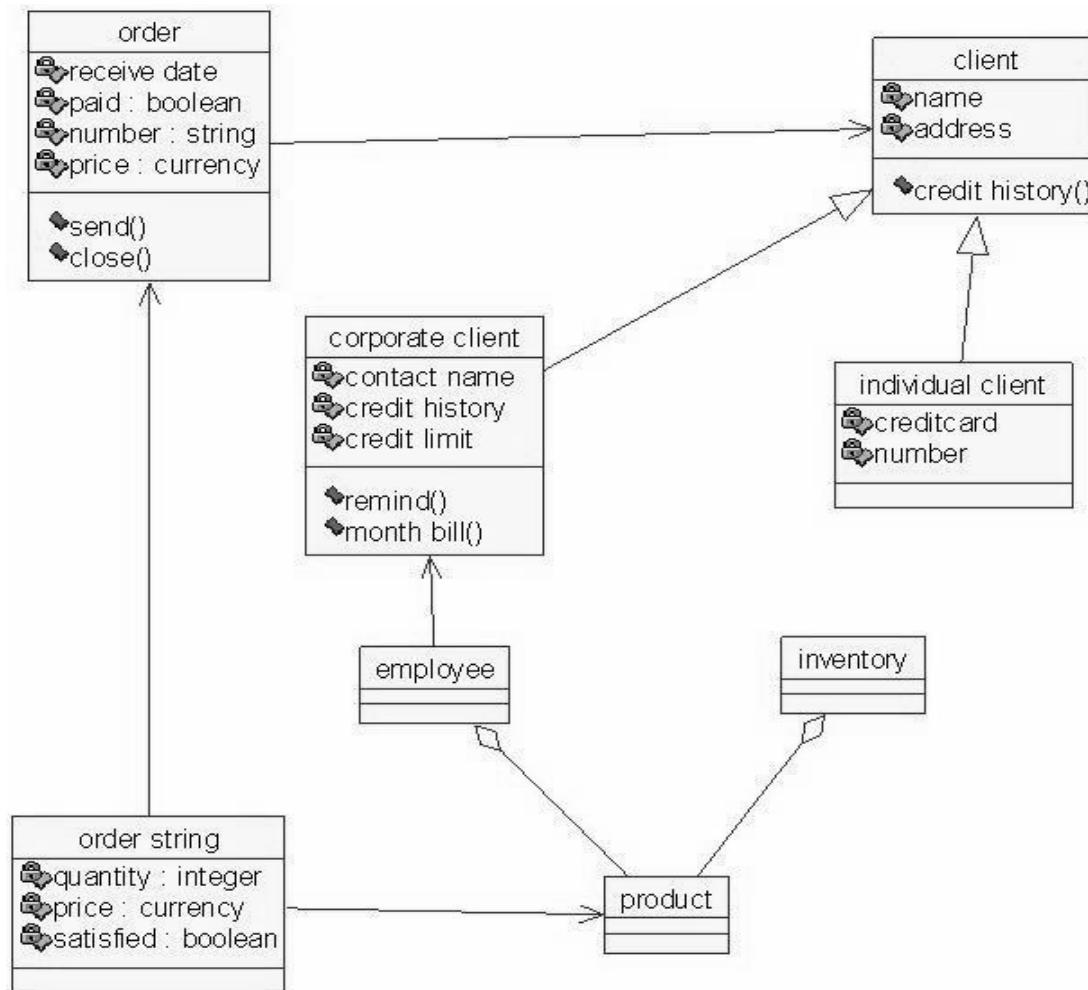 order
receive date
paid : boolean
number : string
price : currency
send()
close()
client
name
address
credit history()
corporate client
contact name
credit history
credit limit
remind()
month bill()
individual client
creditcard
number
employee
inventory
order string
quantity : integer
price : currency
satisfied : boolean
product